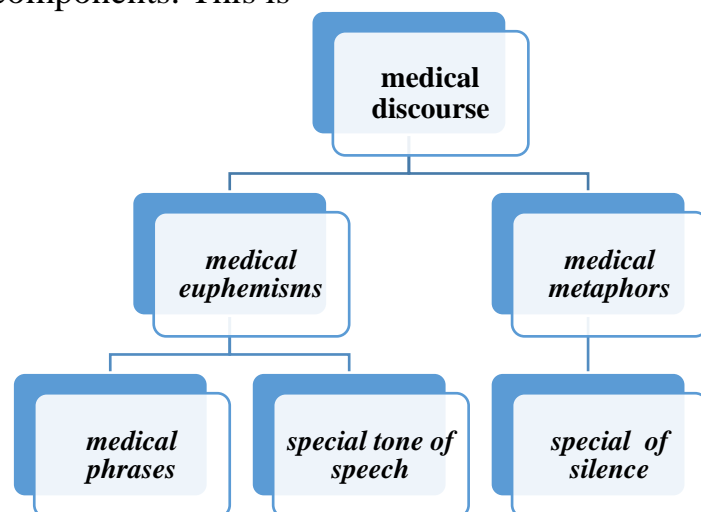 components. This is
medical
discourse
medical
euphemisms
medical
metaphors
medical
phrases
special tone of
speech
special of
silence